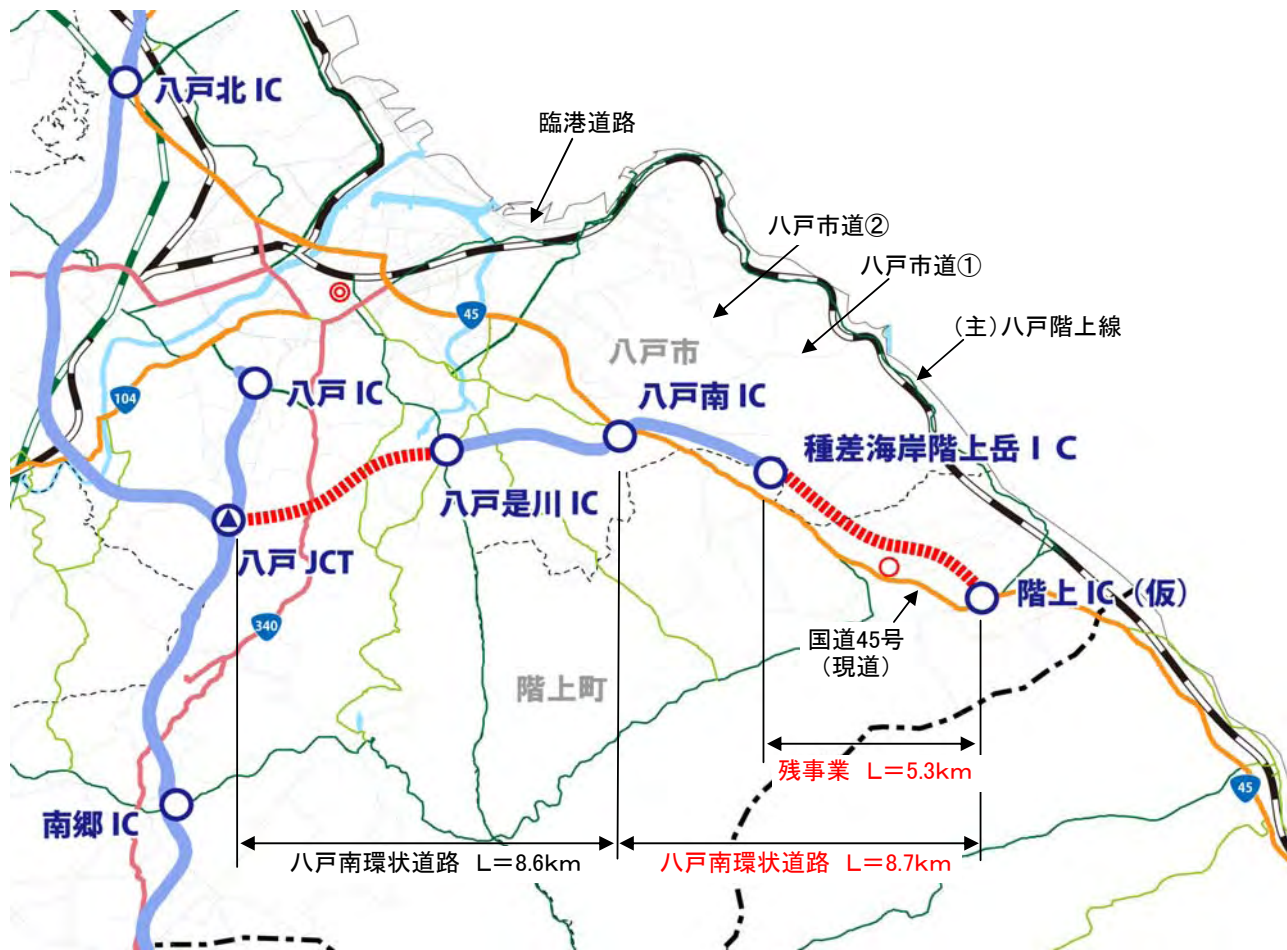 八戸北 IC
臨港道路
八戸市道②
八戸市道①
(主)八戸階上線
45
八戸市
八戸 IC
104
八戸南 IC
種差海岸階上岳ＩＣ
八戸是川 IC
八戸 JCT
階上 IC（仮）
340
国道45号
(現道)
階上町
残事業　Ｌ＝5.3km
45
南郷 IC
八戸南環状道路　Ｌ＝8.6km
八戸南環状道路　Ｌ＝8.7km